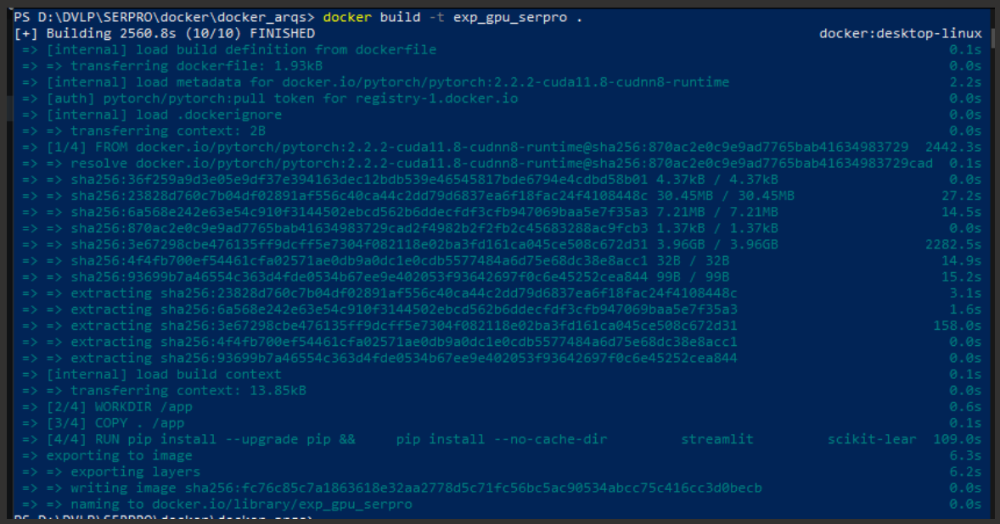 PS D:\DVLP\SERPRO\docker\docker_arqs> docker build -t exp_gpu_serpro .
[+] Building 2560.8s (10/10) FINISHED docker:desktop-linux
=> [internal] load build definition from dockerfile 0.1s
=> => transferring dockerfile: 1.93kB 0.0s
=> [internal] load metadata for docker.io/pytorch/pytorch:2.2.2-cuda11.8-cudnn8-runtime 2.2s
=> [auth] pytorch/pytorch:pull token for registry-1.docker.io 0.0s
=> [internal] load .dockerignore 0.0s
=> => transferring context: 2B 0.0s
=> [1/4] FROM docker.io/pytorch/pytorch:2.2.2-cuda11.8-cudnn8-runtime@sha256:870ac2e0c9e9ad7765bab41634983729 2442.3s
=> => resolve docker.io/pytorch/pytorch:2.2.2-cuda11.8-cudnn8-runtime@sha256:870ac2e0c9e9ad7765bab41634983729cad 0.1s
=> => sha256:36f259a9d3e05e9df37e394163dec12bdb539e46545817bde6794e4cdbd58b01 4.37kB / 4.37kB 0.0s
=> => sha256:23828d760c7b04df02891af556c40ca44c2dd79d6837ea6f18fac24f4108448c 30.45MB / 30.45MB 27.2s
=> => sha256:6a568e242e63e54c910f3144502ebcd562b6ddecfdf3cfb947069baa5e7f35a3 7.21MB / 7.21MB 14.5s
=> => sha256:870ac2e0c9e9ad7765bab41634983729cad2f4982b2f2fb2c45683288ac9fcb3 1.37kB / 1.37kB 0.0s
=> => sha256:3e67298cbe476135ff9dcff5e7304f082118e02ba3fd161ca045ce508c672d31 3.96GB / 3.96GB 2282.5s
=> => sha256:4f4fb700ef54461cfa02571ae0db9a0dc1e0cdb5577484a6d75e68dc38e8acc1 32B / 32B 14.9s
=> => sha256:93699b7a46554c363d4fde0534b67ee9e402053f93642697f0c6e45252cea844 99B / 99B 15.2s
=> => extracting sha256:23828d760c7b04df02891af556c40ca44c2dd79d6837ea6f18fac24f4108448c 3.1s
=> => extracting sha256:6a568e242e63e54c910f3144502ebcd562b6ddecfdf3cfb947069baa5e7f35a3 1.6s
=> => extracting sha256:3e67298cbe476135ff9dcff5e7304f082118e02ba3fd161ca045ce508c672d31 158.0s
=> => extracting sha256:4f4fb700ef54461cfa02571ae0db9a0dc1e0cdb5577484a6d75e68dc38e8acc1 0.0s
=> => extracting sha256:93699b7a46554c363d4fde0534b67ee9e402053f93642697f0c6e45252cea844 0.0s
=> [internal] load build context 0.1s
=> => transferring context: 13.85kB 0.0s
=> [2/4] WORKDIR /app 0.6s
=> [3/4] COPY . /app 0.1s
=> [4/4] RUN pip install --upgrade pip && pip install --no-cache-dir streamlit scikit-lear 109.0s
=> exporting to image 6.3s
=> => exporting layers 6.2s
=> => writing image sha256:fc76c85c7a1863618e32aa2778d5c71fc56bc5ac90534abcc75c416cc3d0becb 0.0s
=> => naming to docker.io/library/exp_gpu_serpro 0.0s
PS D:\DVLP\SERPRO\docker\docker_arqs>